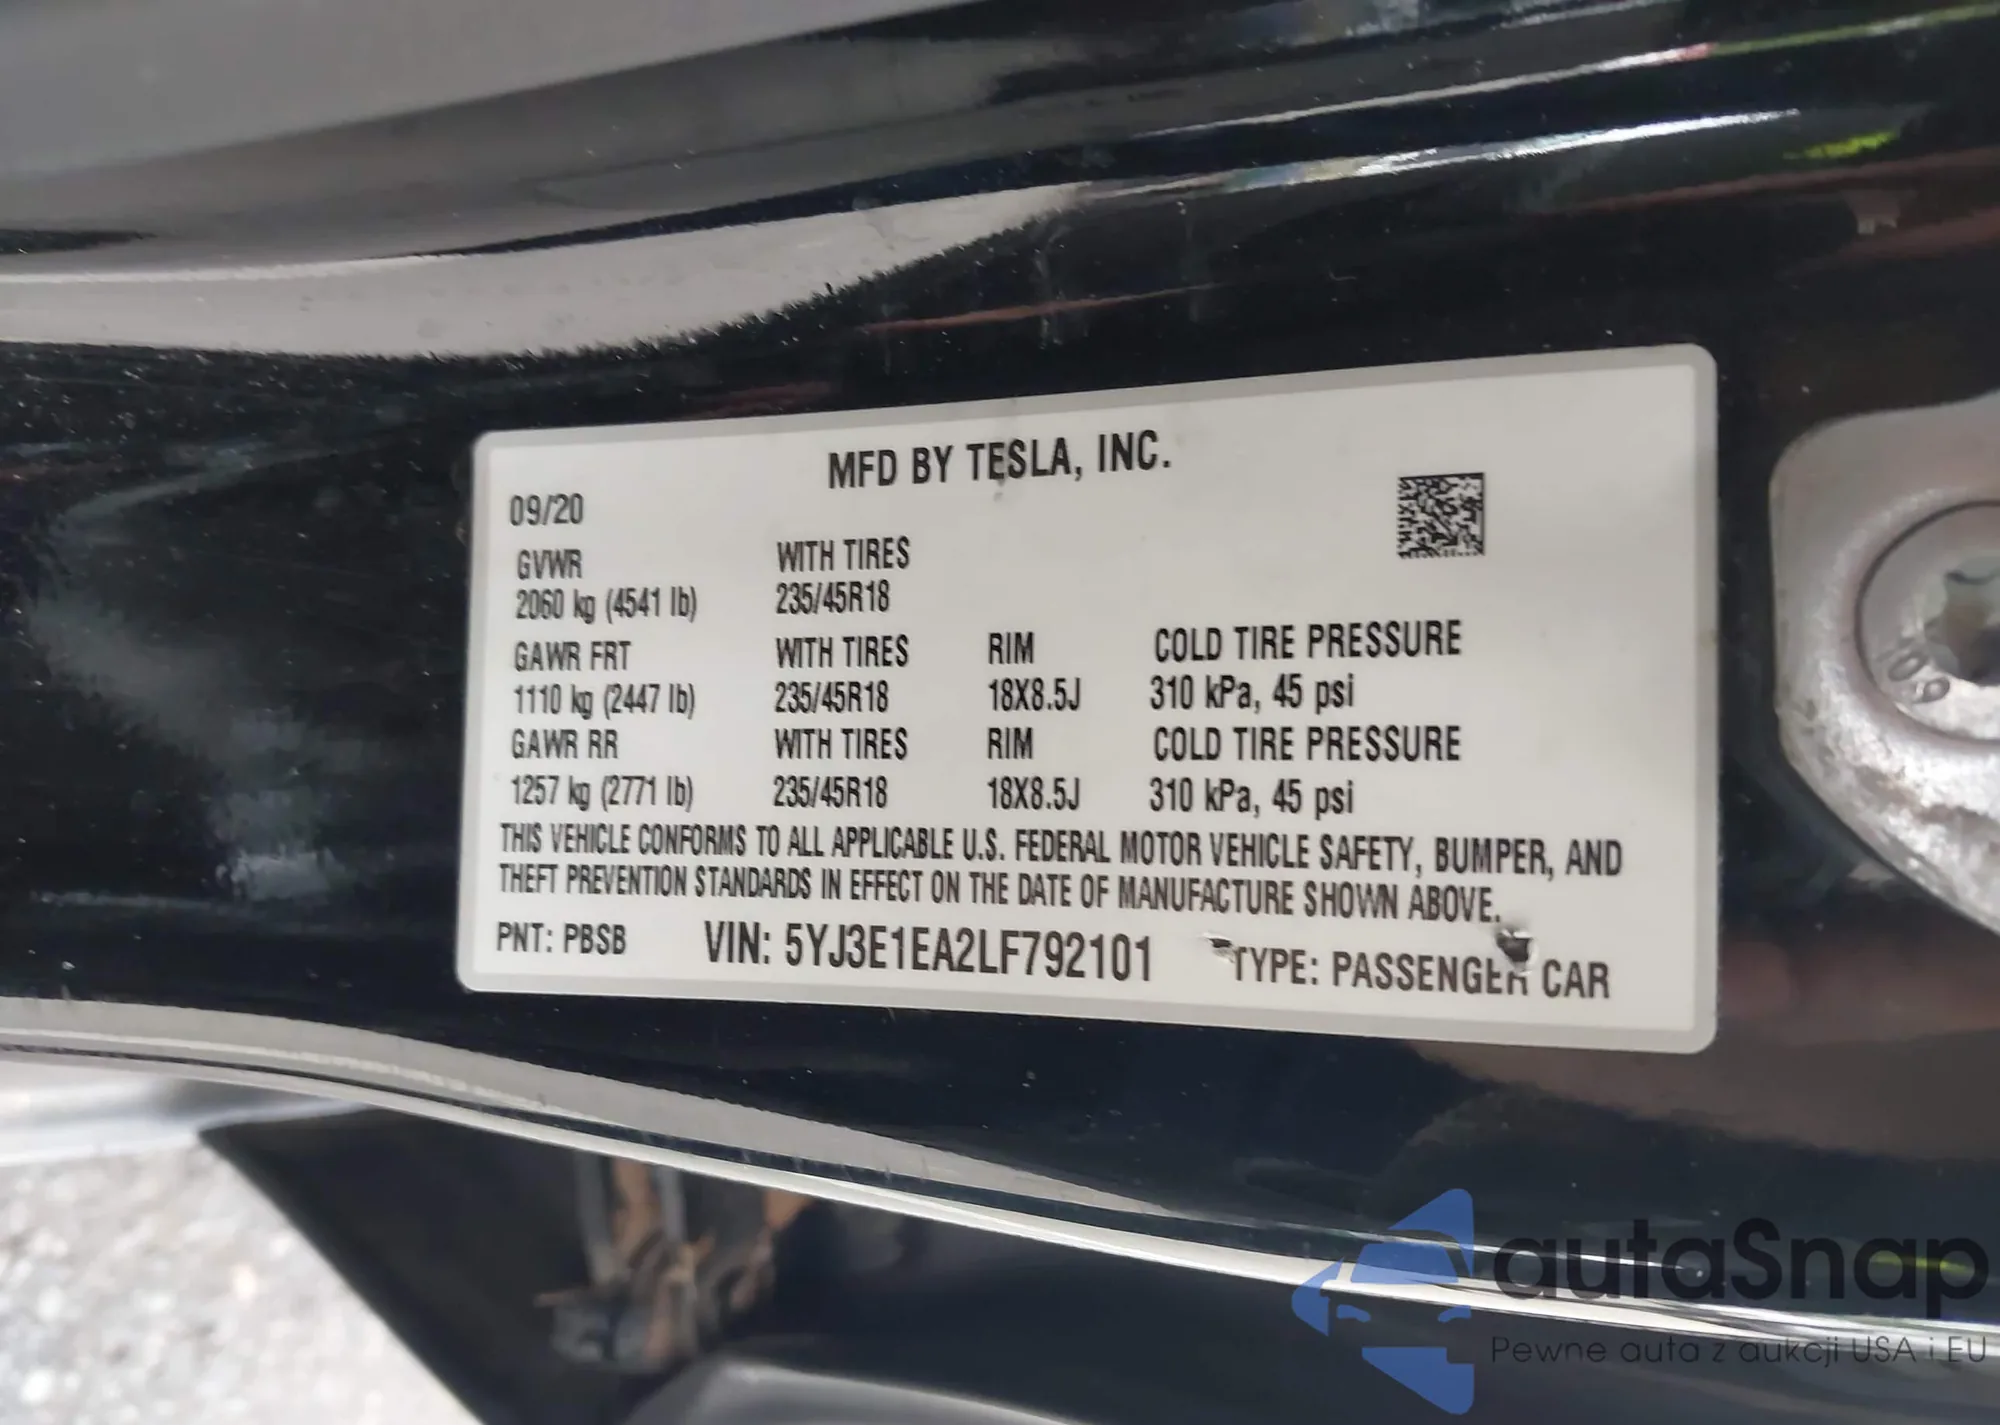 MFD BY TESLA, INC.
09/20
GVWR WITH TIRES
2060 kg (4541 lb) 235/45R18
GAWR FRT WITH TIRES RIM COLD TIRE PRESSURE
1110 kg (2447 lb) 235/45R18 18X8.5J 310 kPa, 45 psi
GAWR RR WITH TIRES RIM COLD TIRE PRESSURE
1257 kg (2771 lb) 235/45R18 18X8.5J 310 kPa, 45 psi
THIS VEHICLE CONFORMS TO ALL APPLICABLE U.S. FEDERAL MOTOR VEHICLE SAFETY, BUMPER, AND
THEFT PREVENTION STANDARDS IN EFFECT ON THE DATE OF MANUFACTURE SHOWN ABOVE.
PNT: PBSB VIN: 5YJ3E1EA2LF792101 TYPE: PASSENGER CAR
10.9
autaSnap
Pewne auta z aukcji USA i EU